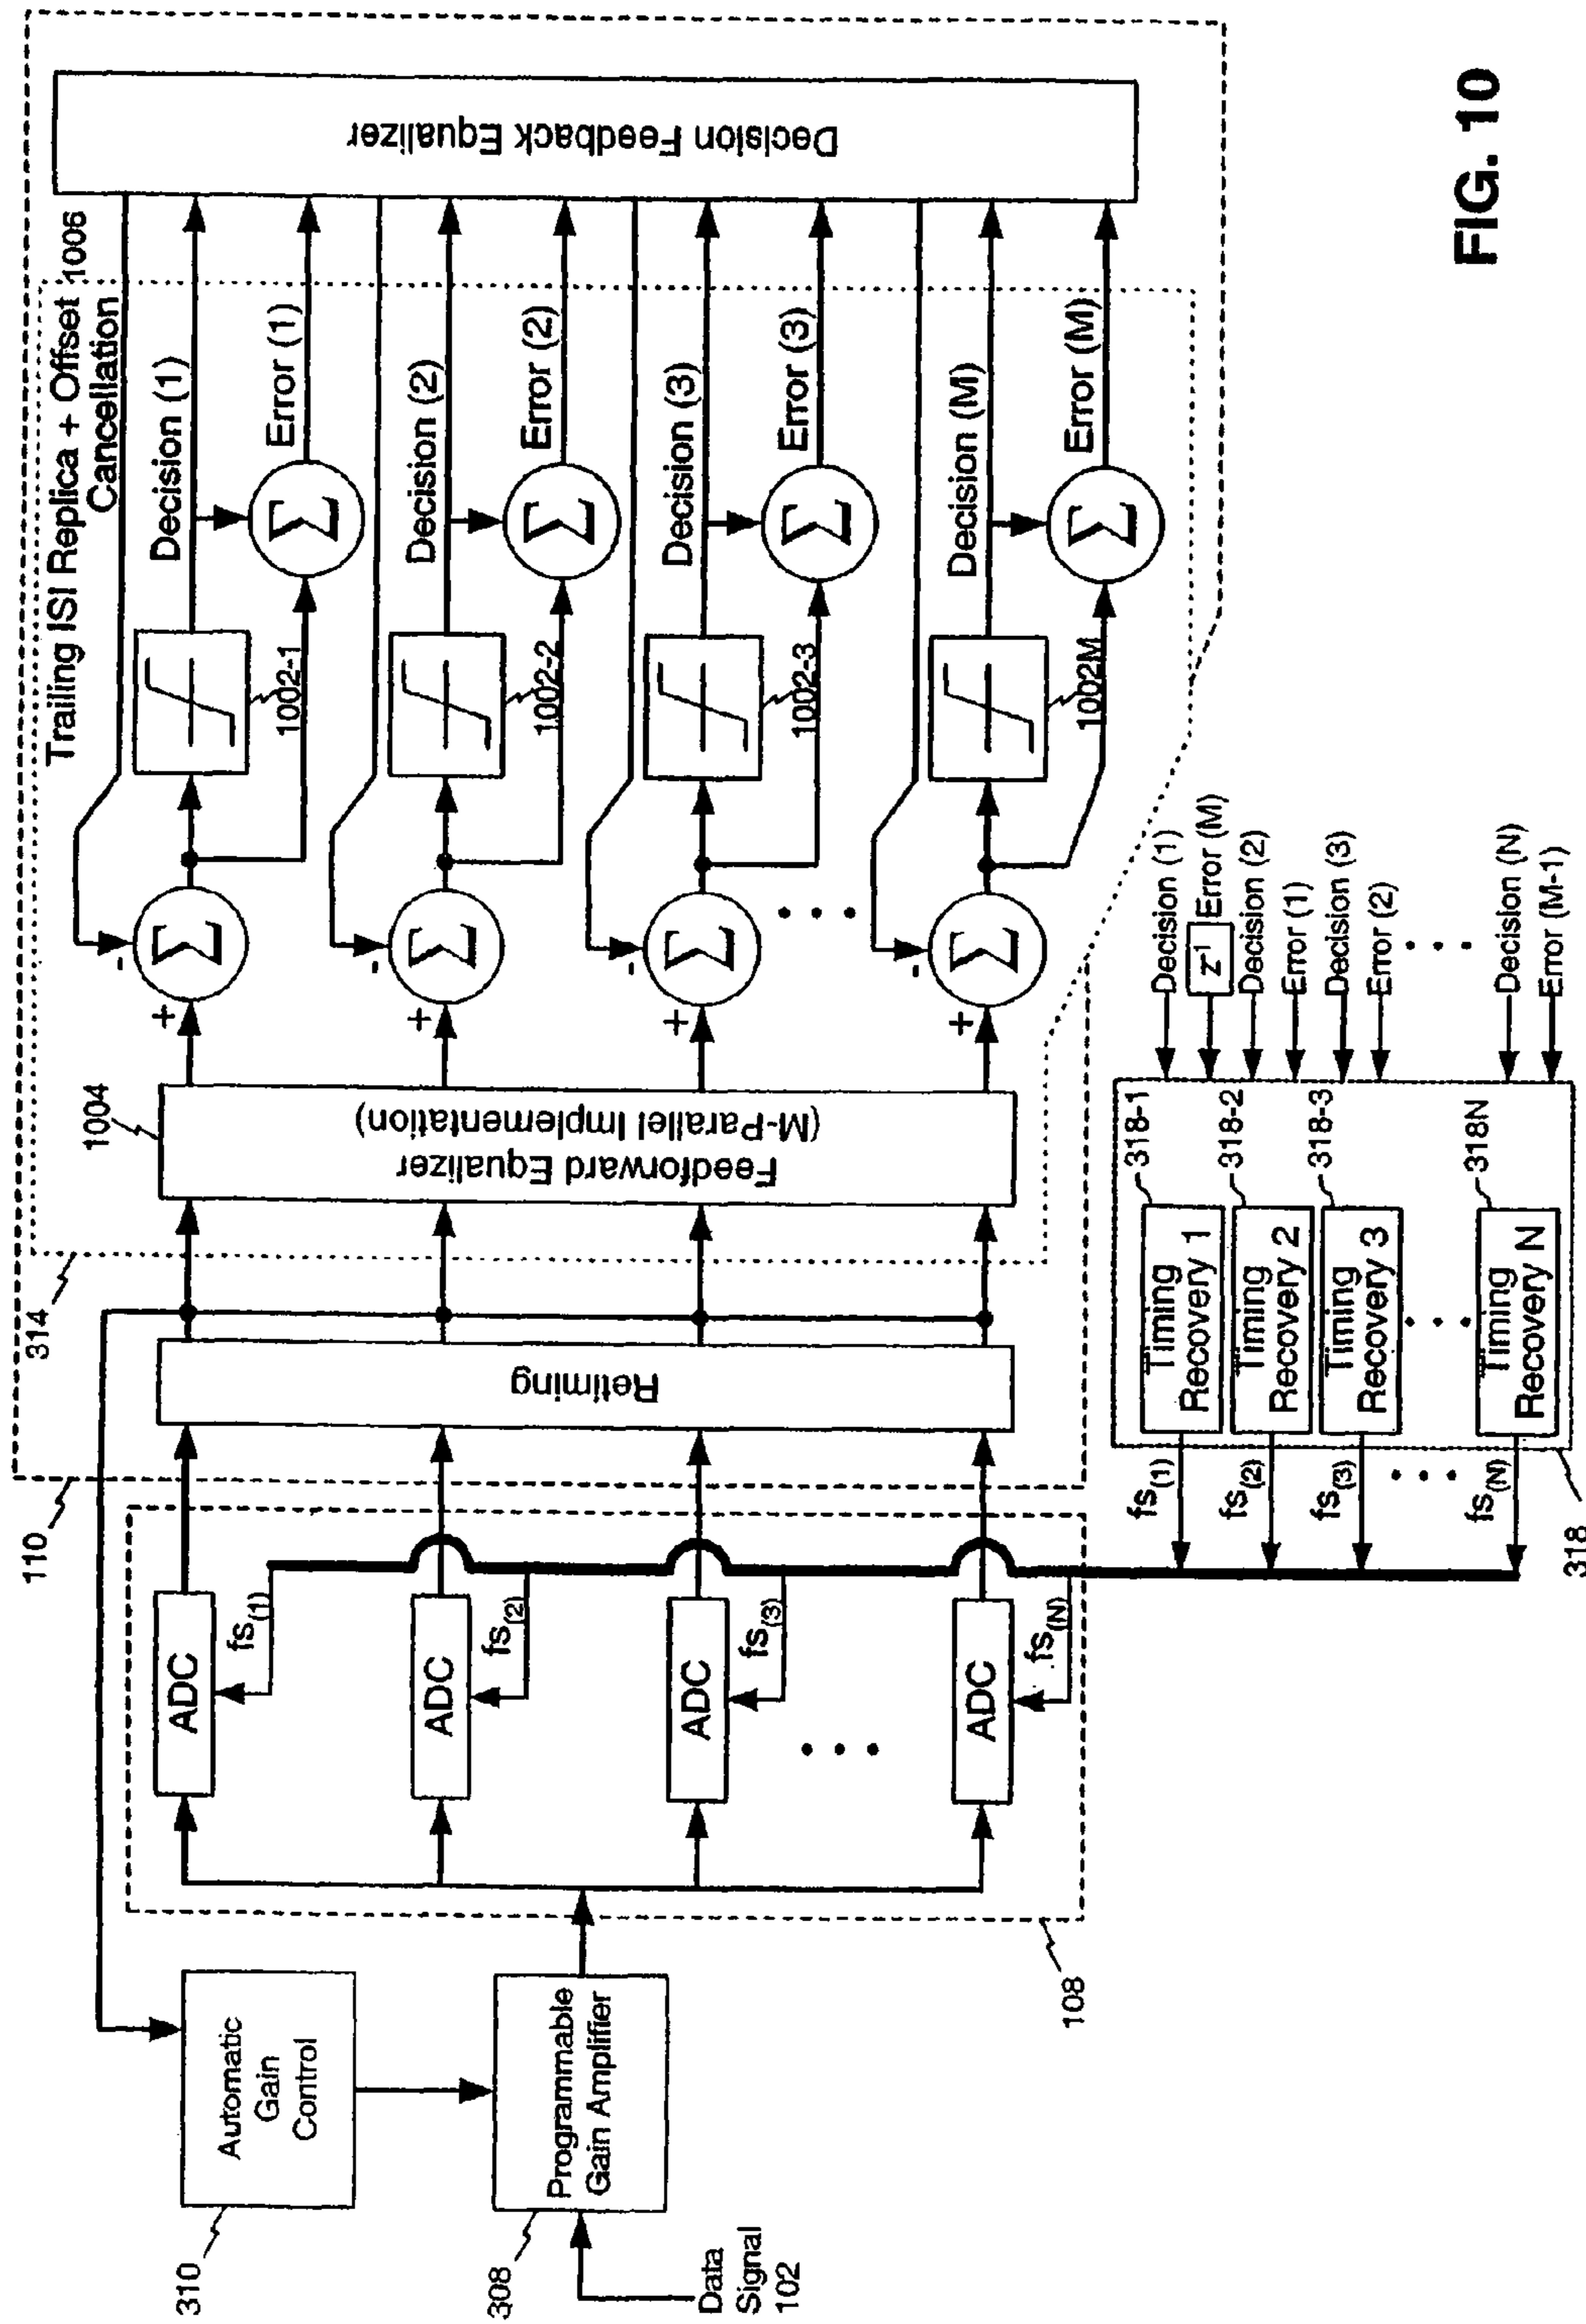 310
Automatic
Gain
Control
308
Programmable
Gain Amplifier
Data
Signal
102
108
110
ADC
fs(1)
ADC
fs(2)
ADC
fs(3)
• • •
ADC
fs(N)
Retiming
314
1004
Feedforward Equalizer
(M-Parallel Implementation)
+
-
Σ
+
-
Σ
+
-
Σ
• • •
+
-
Σ
Trailing ISI Replica + Offset
Cancellation
1006
1002-1
Decision (1)
Σ
Error (1)
1002-2
Decision (2)
Σ
Error (2)
1002-3
Decision (3)
Σ
Error (3)
1002M
Decision (M)
Σ
Error (M)
Decision Feedback Equalizer
318
fs(1)
fs(2)
fs(3)
• • •
fs(N)
Timing
Recovery 1
318-1
Timing
Recovery 2
318-2
Timing
Recovery 3
318-3
• • •
Timing
Recovery N
318N
Decision (1)
z-1 Error (M)
Decision (2)
Error (1)
Decision (3)
Error (2)
• • •
Decision (N)
Error (M-1)
FIG. 10